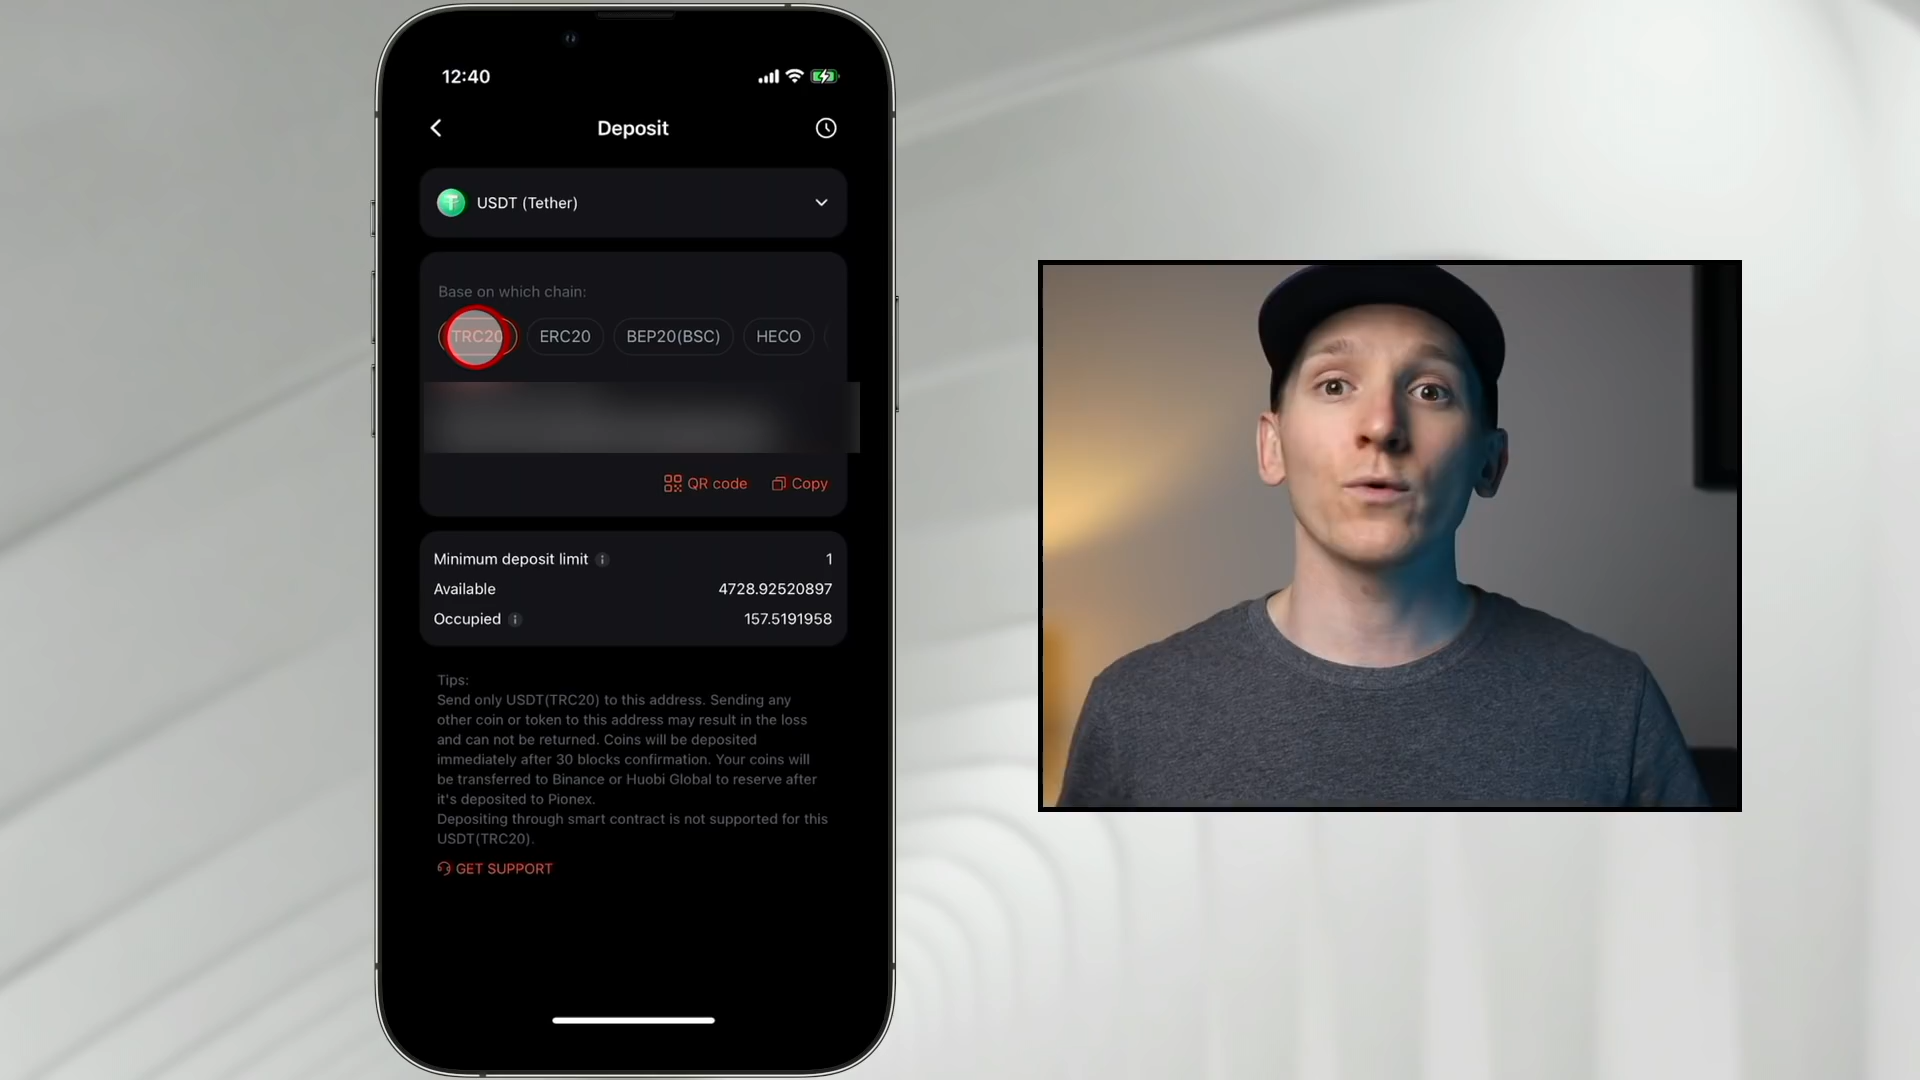 12:40
Deposit
USDT (Tether)
Base on which chain:
TRC20 ERC20 BEP20(BSC) HECO
QR code Copy
Minimum deposit limit 1
Available 4728.92520897
Occupied 157.5191958
Tips:
Send only USDT(TRC20) to this address. Sending any
other coin or token to this address may result in the loss
and can not be returned. Coins will be deposited
immediately after 30 blocks confirmation. Your coins will
be transferred to Binance or Huobi Global to reserve after
it's deposited to Pionex.
Depositing through smart contract is not supported for this
USDT(TRC20).
GET SUPPORT